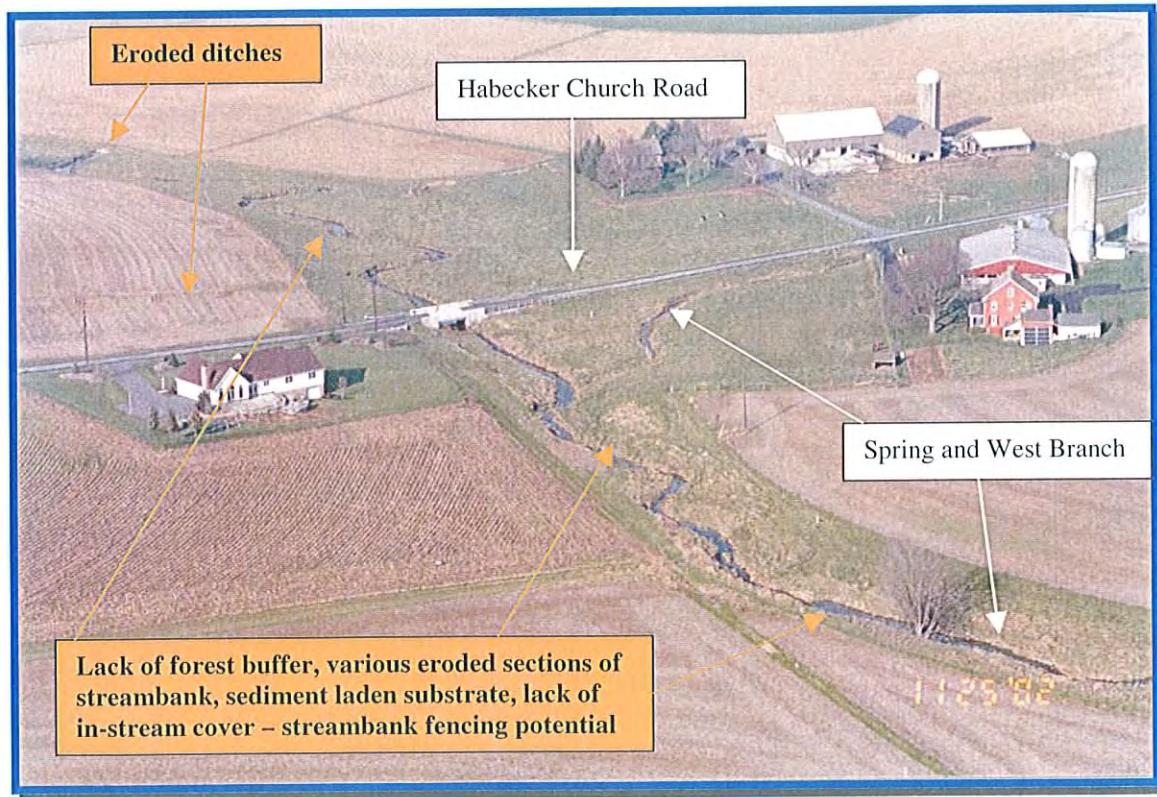 Eroded ditches
Habecker Church Road
Spring and West Branch
Lack of forest buffer, various eroded sections of
streambank, sediment laden substrate, lack of
in-stream cover – streambank fencing potential
11 25 '02